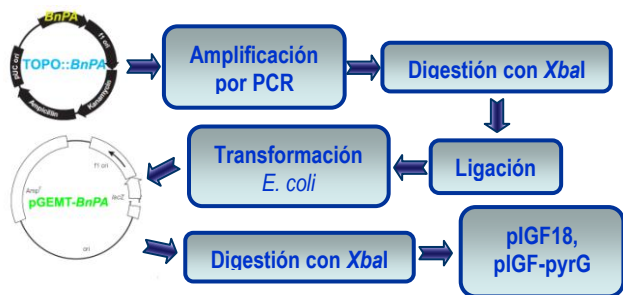 BnPA
f1 ori
pUC ori
TOPO::BnPA
Kanamycin
Ampicillin
Amplificación
por PCR
Digestión con XbaI
Ligación
Transformación
E. coli
f1 ori
Ampr
lacZ
pGEMT-BnPA
ori
Digestión con XbaI
pIGF18,
pIGF-pyrG